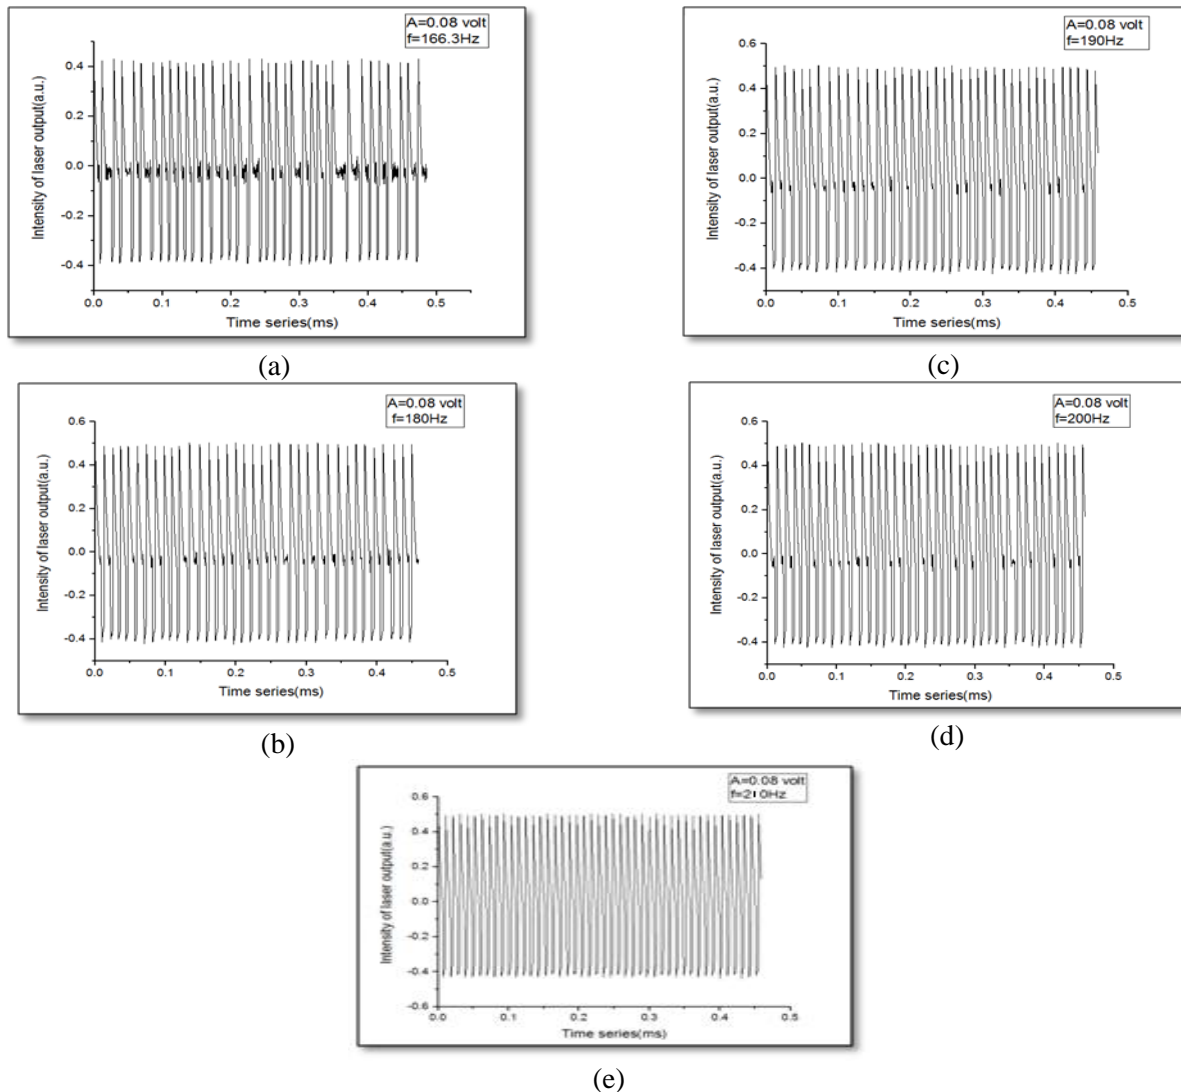 A=0.08 volt
f=166.3Hz
Intensity of laser output(a.u.)
0.4
0.2
0.0
-0.2
-0.4
0.0 0.1 0.2 0.3 0.4 0.5
Time series(ms)
(a)
A=0.08 volt
f=190Hz
Intensity of laser output(a.u.)
0.6
0.4
0.2
0.0
-0.2
-0.4
0.0 0.1 0.2 0.3 0.4 0.5
Time series(ms)
(c)
A=0.08 volt
f=180Hz
Intensity of laser output(a.u.)
0.6
0.4
0.2
0.0
-0.2
-0.4
0.0 0.1 0.2 0.3 0.4 0.5
Time series(ms)
(b)
A=0.08 volt
f=200Hz
Intensity of laser output(a.u.)
0.6
0.4
0.2
0.0
-0.2
-0.4
0.0 0.1 0.2 0.3 0.4 0.5
Time series(ms)
(d)
A=0.08 volt
f=210Hz
Intensity of laser output(a.u.)
0.6
0.4
0.2
0.0
-0.2
-0.4
-0.6
0.0 0.1 0.2 0.3 0.4 0.5
Time series(ms)
(e)